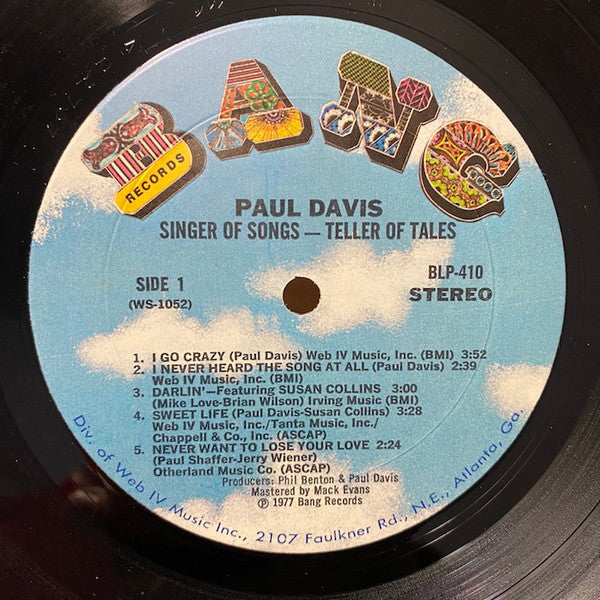 BANG
RECORDS
PAUL DAVIS
SINGER OF SONGS — TELLER OF TALES
SIDE 1
(WS-1052)
BLP-410
STEREO
1. I GO CRAZY (Paul Davis) Web IV Music, Inc. (BMI) 3:52
2. I NEVER HEARD THE SONG AT ALL (Paul Davis) 2:39
Web IV Music, Inc. (BMI)
3. DARLIN'—Featuring SUSAN COLLINS 3:00
(Mike Love-Brian Wilson) Irving Music (BMI)
4. SWEET LIFE (Paul Davis-Susan Collins) 3:28
Web IV Music, Inc./Tanta Music, Inc./
Chappell & Co., Inc. (ASCAP)
5. NEVER WANT TO LOSE YOUR LOVE 2:24
(Paul Shaffer-Jerry Wiener)
Otherland Music Co. (ASCAP)
Producers: Phil Benton & Paul Davis
Mastered by Mack Evans
℗ 1977 Bang Records
Div. of Web IV Music Inc., 2107 Faulkner Rd., N.E., Atlanta, Ga.